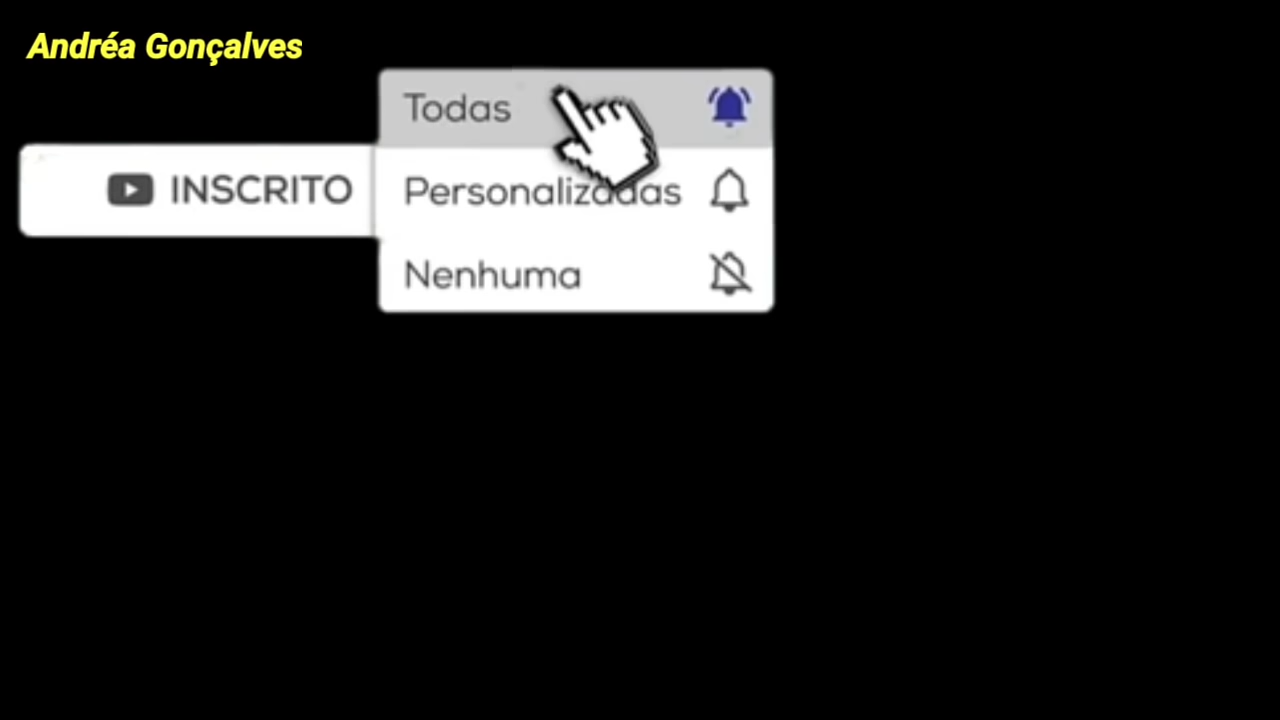 Andréa Gonçalves
Todas
INSCRITO
Personalizadas
Nenhuma